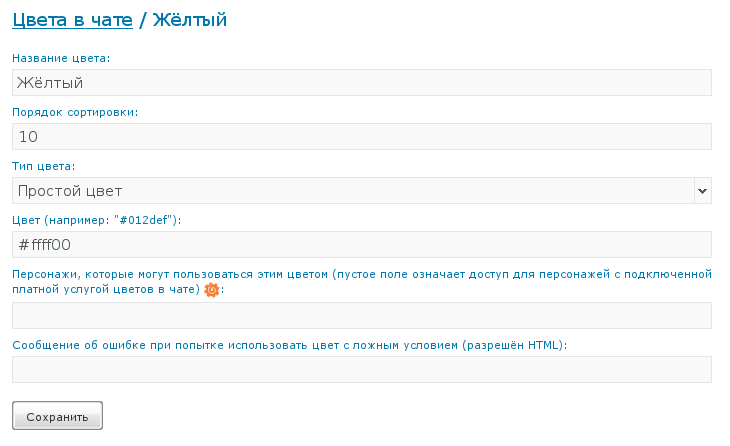 Цвета в чате / Жёлтый
Название цвета:
Жёлтый
Порядок сортировки:
10
Тип цвета:
Простой цвет
Цвет (например: "#012def"):
#ffff00
Персонажи, которые могут пользоваться этим цветом (пустое поле означает доступ для персонажей с подключенной
платной услугой цветов в чате) :
Сообщение об ошибке при попытке использовать цвет с ложным условием (разрешён HTML):
Сохранить